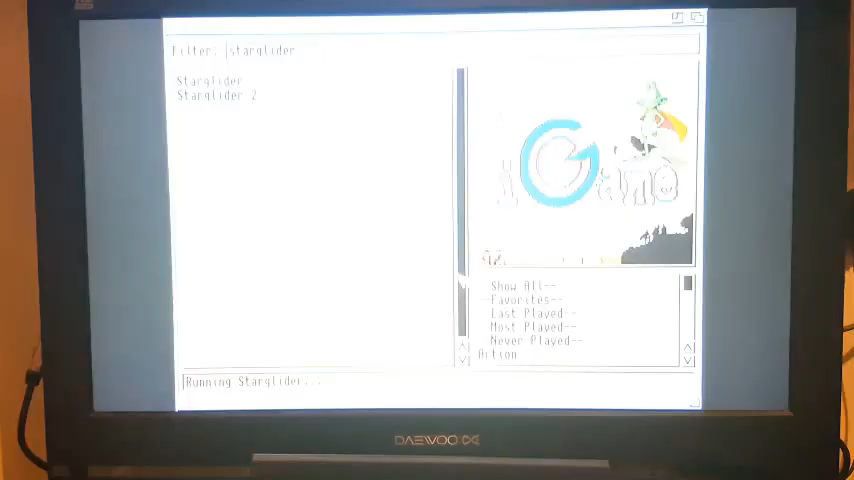 Filter: starglider
Starglider
Starglider 2
iGame
Show All--
--Favorites--
Last Played--
Most Played--
Never Played--
Action
Running Starglider...
DAEWOO